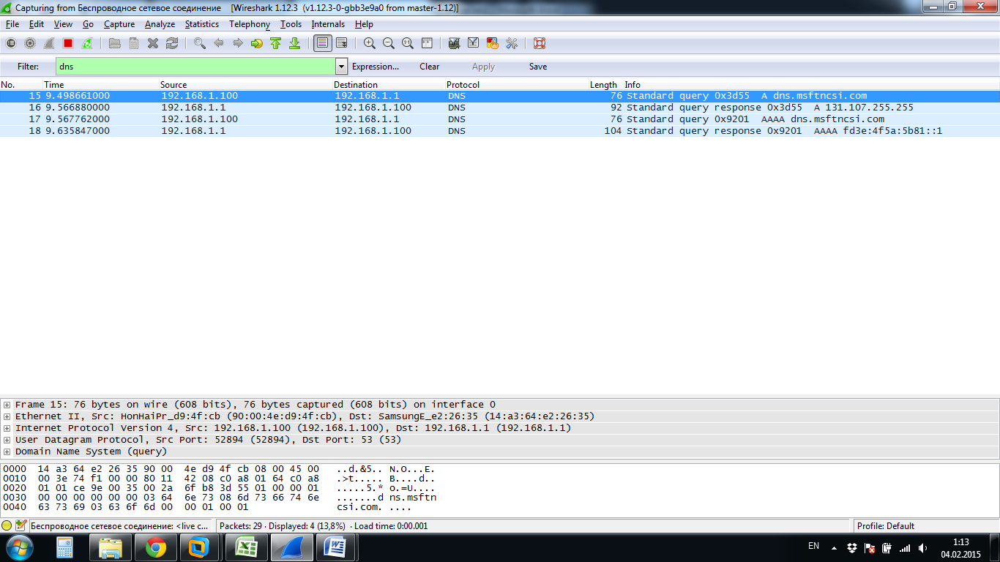 Capturing from Беспроводное сетевое соединение [Wireshark 1.12.3 (v1.12.3-0-gbb3e9a0 from master-1.12)]
File Edit View Go Capture Analyze Statistics Telephony Tools Internals Help
Filter: dns Expression... Clear Apply Save
No. Time Source Destination Protocol Length Info
15 9.498661000 192.168.1.100 192.168.1.1 DNS 76 Standard query 0x3d55 A dns.msftncsi.com
16 9.566880000 192.168.1.1 192.168.1.100 DNS 92 Standard query response 0x3d55 A 131.107.255.255
17 9.567762000 192.168.1.100 192.168.1.1 DNS 76 Standard query 0x9201 AAAA dns.msftncsi.com
18 9.635847000 192.168.1.1 192.168.1.100 DNS 104 Standard query response 0x9201 AAAA fd3e:4f5a:5b81::1
Frame 15: 76 bytes on wire (608 bits), 76 bytes captured (608 bits) on interface 0
Ethernet II, Src: HonHaiPr_d9:4f:cb (90:00:4e:d9:4f:cb), Dst: SamsungE_e2:26:35 (14:a3:64:e2:26:35)
Internet Protocol Version 4, Src: 192.168.1.100 (192.168.1.100), Dst: 192.168.1.1 (192.168.1.1)
User Datagram Protocol, Src Port: 52894 (52894), Dst Port: 53 (53)
Domain Name System (query)
0000 14 a3 64 e2 26 35 90 00 4e d9 4f cb 08 00 45 00 ..d.&5.. N.O...E.
0010 00 3e 74 f1 00 00 80 11 42 08 c0 a8 01 64 c0 a8 .>t..... B....d..
0020 01 01 ce 9e 00 35 00 2a 6f b8 3d 55 01 00 00 01 .....5.* o.=U....
0030 00 00 00 00 00 00 03 64 6e 73 08 6d 73 66 74 6e .......d ns.msftn
0040 63 73 69 03 63 6f 6d 00 00 01 00 01 csi.com. ....
Беспроводное сетевое соединение: <live c... Packets: 29 · Displayed: 4 (13,8%) · Load time: 0:00.001 Profile: Default
EN 1:13
04.02.2015